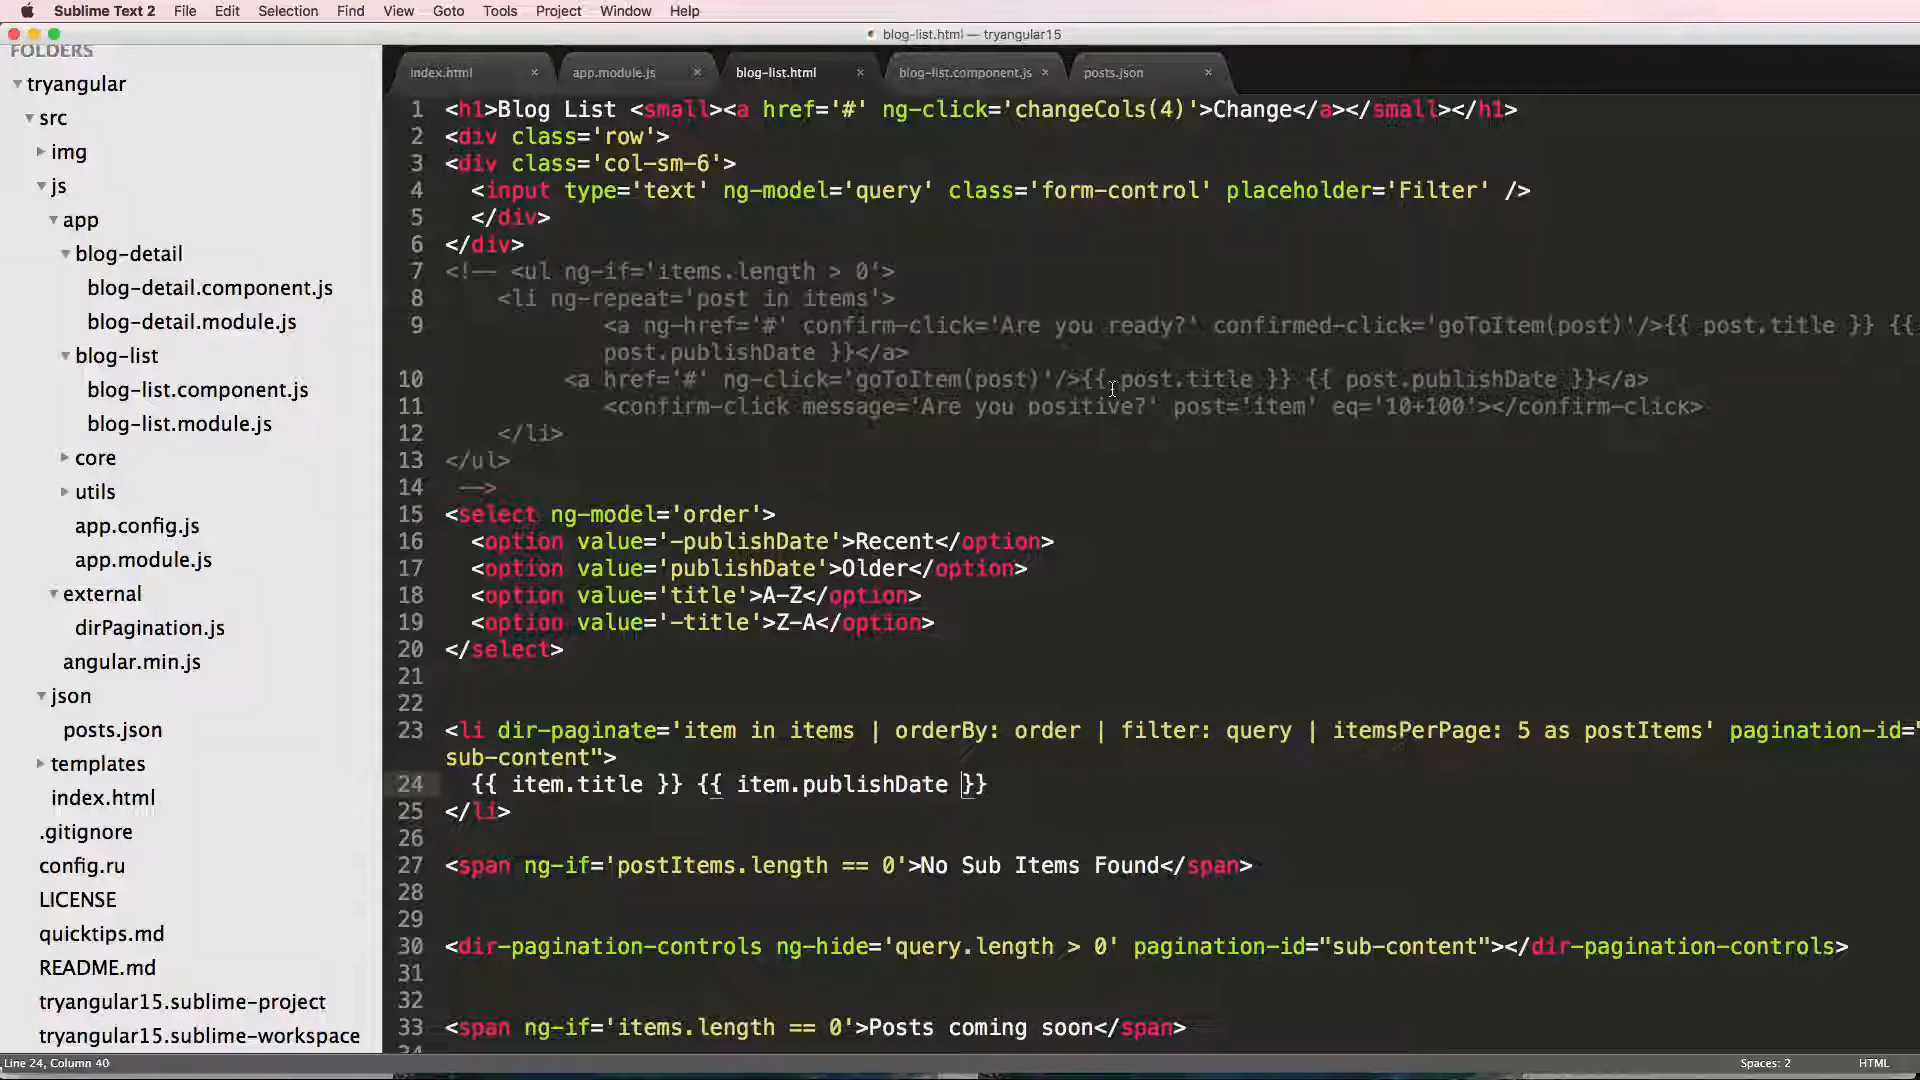 Sublime Text 2 File Edit Selection Find View Goto Tools Project Window Help
blog-list.html — tryangular15
FOLDERS
tryangular
src
img
js
app
blog-detail
blog-detail.component.js
blog-detail.module.js
blog-list
blog-list.component.js
blog-list.module.js
core
utils
app.config.js
app.module.js
external
dirPagination.js
angular.min.js
json
posts.json
templates
index.html
.gitignore
config.ru
LICENSE
quicktips.md
README.md
tryangular15.sublime-project
tryangular15.sublime-workspace
index.html × app.module.js × blog-list.html × blog-list.component.js × posts.json ×
1 <h1>Blog List <small><a href='#' ng-click='changeCols(4)'>Change</a></small></h1>
2 <div class='row'>
3 <div class='col-sm-6'>
4 <input type='text' ng-model='query' class='form-control' placeholder='Filter' />
5 </div>
6 </div>
7 <!-- <ul ng-if='items.length > 0'>
8 <li ng-repeat='post in items'>
9 <a ng-href='#' confirm-click='Are you ready?' confirmed-click='goToItem(post)'/>{{ post.title }} {{
post.publishDate }}</a>
10 <a href='#' ng-click='goToItem(post)'/>{{ post.title }} {{ post.publishDate }}</a>
11 <confirm-click message='Are you positive?' post='item' eq='10+100'></confirm-click>
12 </li>
13 </ul>
14 -->
15 <select ng-model='order'>
16 <option value='-publishDate'>Recent</option>
17 <option value='publishDate'>Older</option>
18 <option value='title'>A-Z</option>
19 <option value='-title'>Z-A</option>
20 </select>
21
22
23 <li dir-paginate='item in items | orderBy: order | filter: query | itemsPerPage: 5 as postItems' pagination-id="
sub-content">
24 {{ item.title }} {{ item.publishDate }}
25 </li>
26
27 <span ng-if='postItems.length == 0'>No Sub Items Found</span>
28
29
30 <dir-pagination-controls ng-hide='query.length > 0' pagination-id="sub-content"></dir-pagination-controls>
31
32
33 <span ng-if='items.length == 0'>Posts coming soon</span>
34
Line 24, Column 40 Spaces: 2 HTML